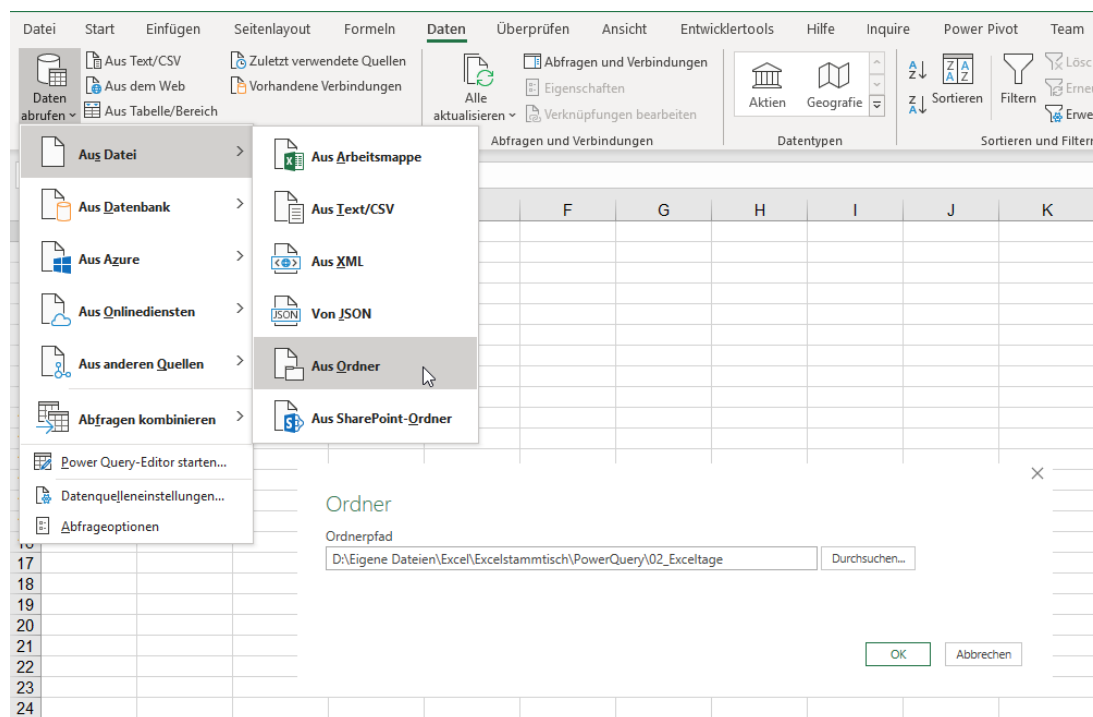 Datei Start Einfügen Seitenlayout Formeln Daten Überprüfen Ansicht Entwicklertools Hilfe Inquire Power Pivot Team
Daten
abrufen
Aus Text/CSV
Aus dem Web
Aus Tabelle/Bereich
Zuletzt verwendete Quellen
Vorhandene Verbindungen
Alle
aktualisieren
Abfragen und Verbindungen
Eigenschaften
Verknüpfungen bearbeiten
Abfragen und Verbindungen
Aktien
Geografie
Datentypen
Sortieren
Filtern
Lösc
Erneu
Erwe
Sortieren und Filtern
Aus Datei
Aus Datenbank
Aus Azure
Aus Onlinediensten
Aus anderen Quellen
Abfragen kombinieren
Power Query-Editor starten...
Datenquelleneinstellungen...
Abfrageoptionen
Aus Arbeitsmappe
Aus Text/CSV
Aus XML
JSON Von JSON
Aus Ordner
Aus SharePoint-Ordner
F G H I J K
Ordner
Ordnerpfad
D:\Eigene Dateien\Excel\Excelstammtisch\PowerQuery\02_Exceltage
Durchsuchen...
OK
Abbrechen
16
17
18
19
20
21
22
23
24